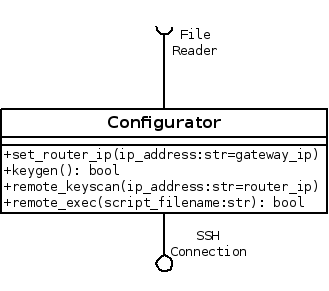 File
Reader
Configurator
+set_router_ip(ip_address:str=gateway_ip)
+keygen(): bool
+remote_keyscan(ip_address:str=router_ip)
+remote_exec(script_filename:str): bool
SSH
Connection